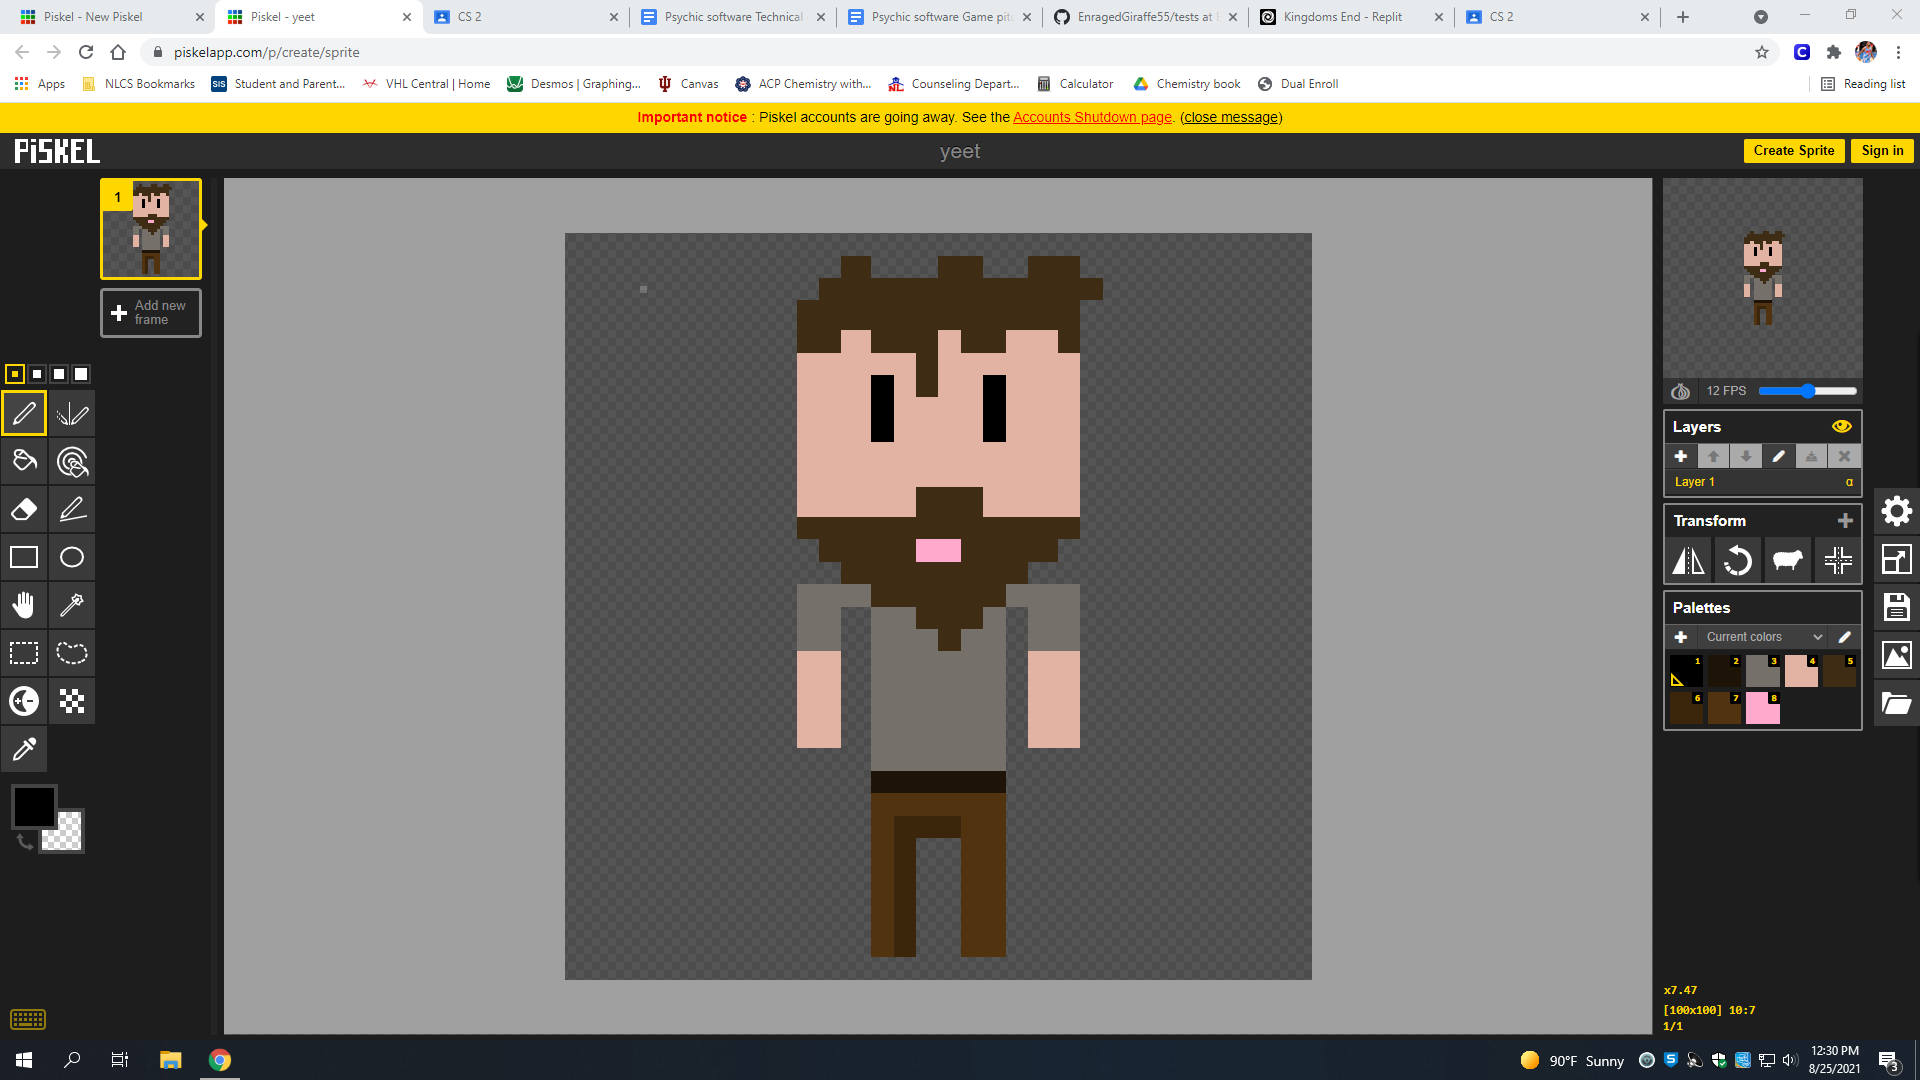 Piskel - New Piskel
Piskel - yeet
CS 2
Psychic software Technical
Psychic software Game pit
EnragedGiraffe55/tests at
Kingdoms End - Replit
CS 2
piskelapp.com/p/create/sprite
Apps
NLCS Bookmarks
SIS
Student and Parent...
VHL Central | Home
Desmos | Graphing...
Canvas
ACP Chemistry with...
Counseling Depart...
Calculator
Chemistry book
Dual Enroll
Reading list
Important notice : Piskel accounts are going away. See the Accounts Shutdown page. (close message)
PiSKEL
yeet
Create Sprite
Sign in
1
Add new
frame
12 FPS
Layers
Layer 1
α
Transform
Palettes
Current colors
1
2
3
4
5
6
7
8
x7.47
[100x100] 10:7
1/1
90°F Sunny
12:30 PM
8/25/2021
3